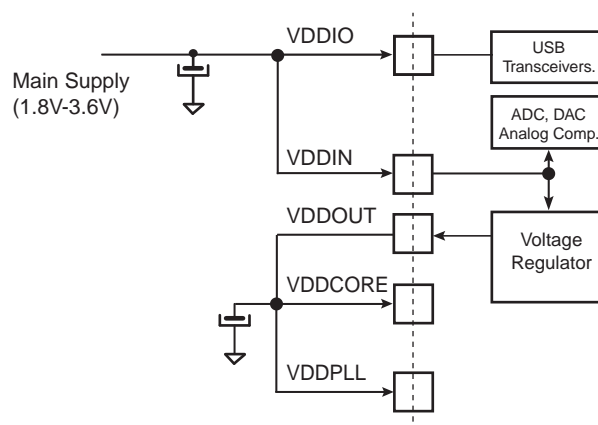 VDDIO
USB
Transceivers.
Main Supply
(1.8V-3.6V)
ADC, DAC
Analog Comp.
VDDIN
VDDOUT
Voltage
Regulator
VDDCORE
VDDPLL